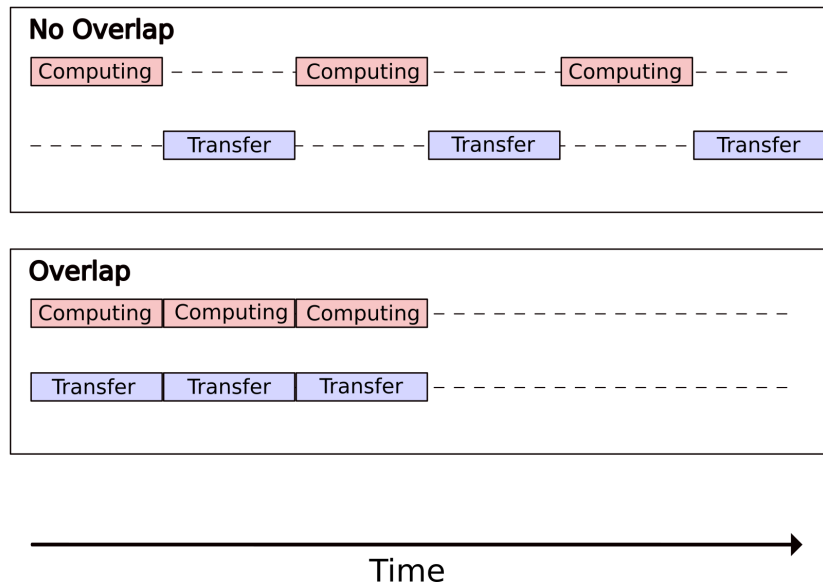 No Overlap
Computing Computing Computing
Transfer Transfer Transfer
Overlap
Computing Computing Computing
Transfer Transfer Transfer
Time